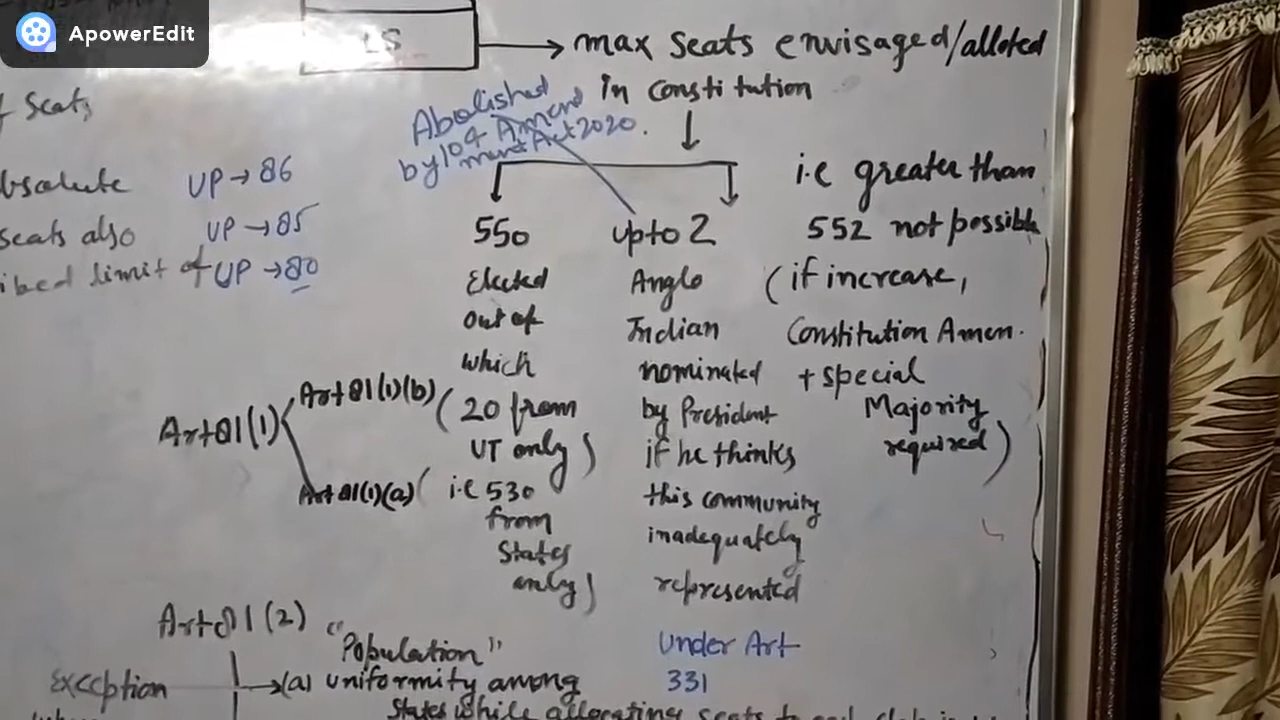 ApowerEdit
LS
max seats envisaged/alloted
in constitution
Abolished
by 104 Amend
ment Act 2020.
Seats
UP → 86
seats also
UP → 85
limit of
UP → 80
i.e greater than
552 not possible
(if increase,
Constitution Amen.
+ special
Majority
required)
550
Elected
out of
which
(20 from
UT only)
(i.e 530
from
States
only)
upto 2
Anglo
Indian
nominated
by President
if he thinks
this community
inadequately
represented
Under Art
331
Art 81(1)
Art 81(1)(b)
Art 81(1)(a)
Art 81(2)
"Population"
Exception
→(a) uniformity among
States while allocating seats to